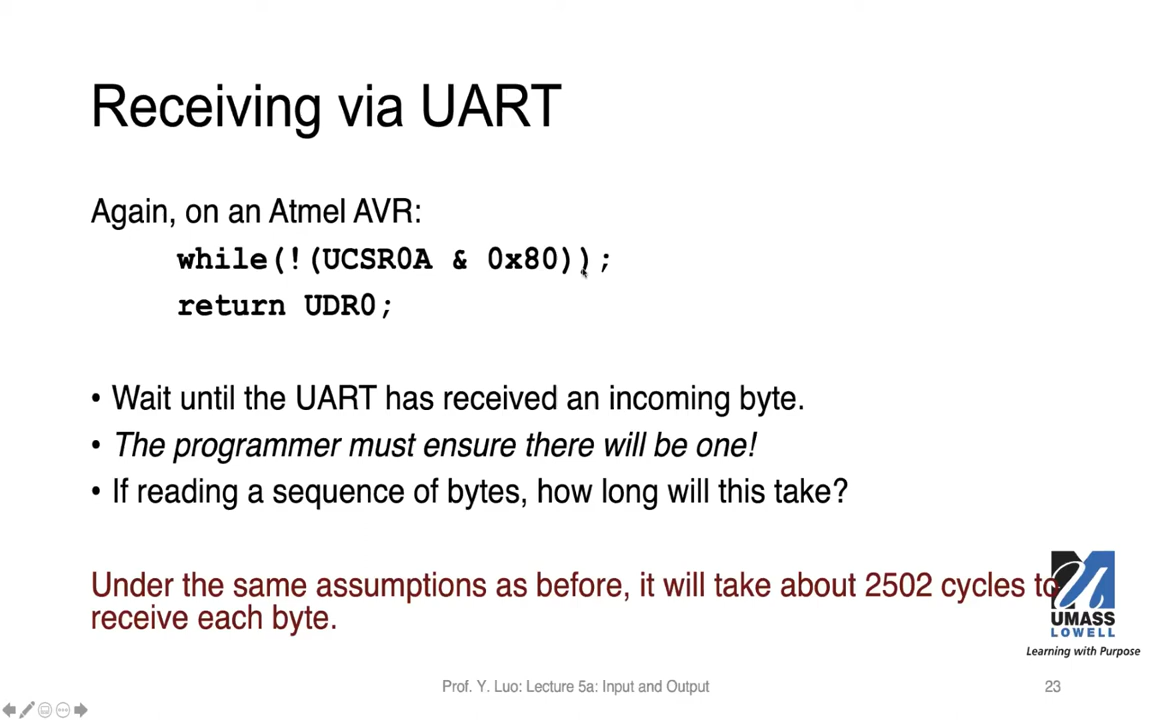 Receiving via UART
Again, on an Atmel AVR:
while(!(UCSR0A & 0x80));
return UDR0;
• Wait until the UART has received an incoming byte.
• The programmer must ensure there will be one!
• If reading a sequence of bytes, how long will this take?
Under the same assumptions as before, it will take about 2502 cycles to
receive each byte.
UMASS
LOWELL
Learning with Purpose
Prof. Y. Luo: Lecture 5a: Input and Output
23